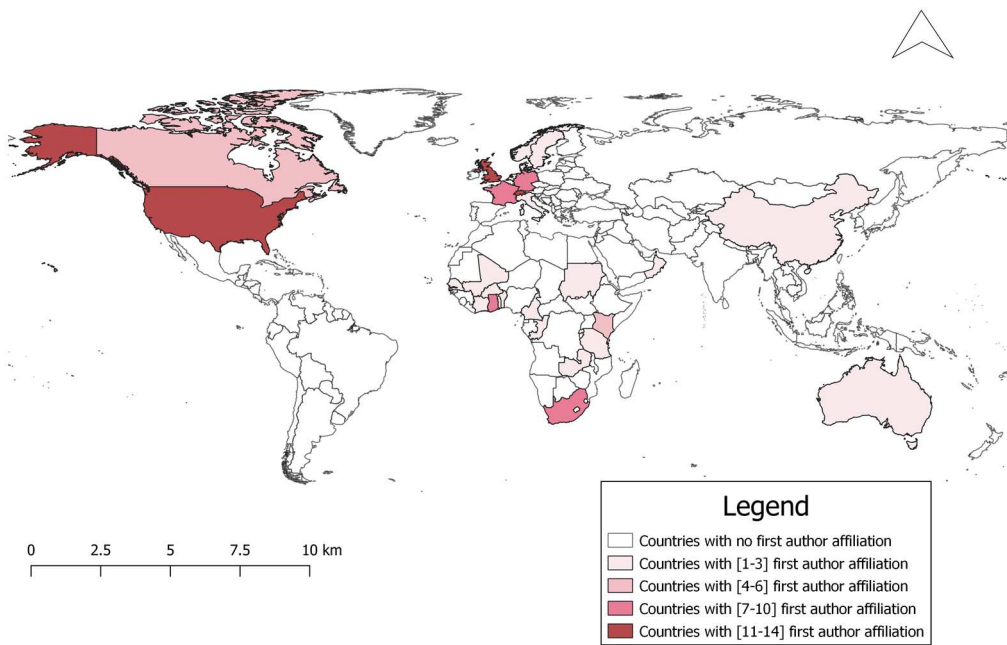 0 2.5 5 7.5 10 km
Legend
Countries with no first author affiliation
Countries with [1-3] first author affiliation
Countries with [4-6] first author affiliation
Countries with [7-10] first author affiliation
Countries with [11-14] first author affiliation